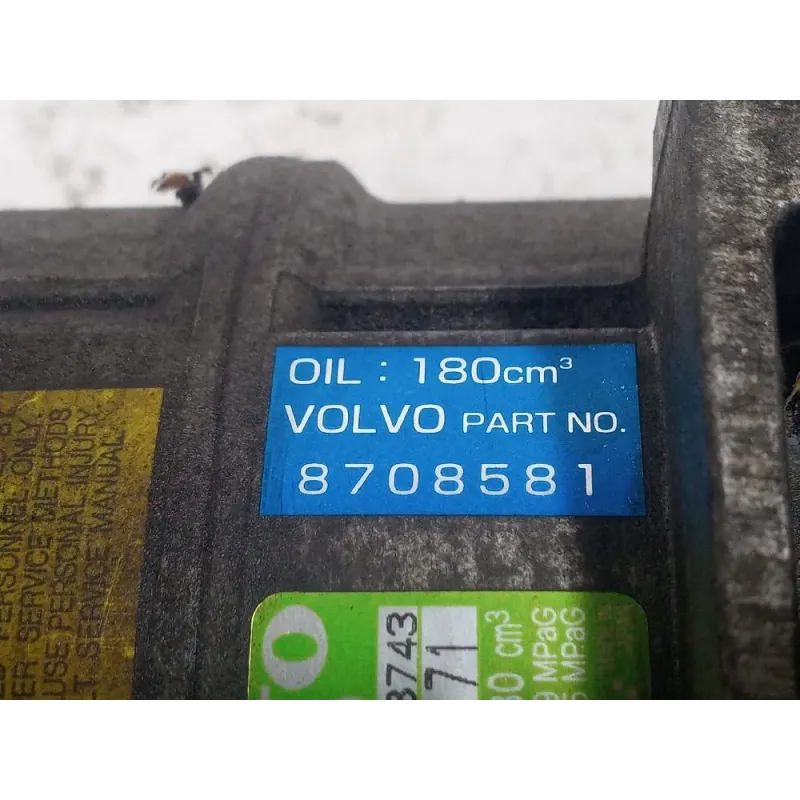 OIL : 180cm³
VOLVO PART NO.
8708581
PERSONNEL ONLY
SERVICE METHODS
PERSONAL INJURY.
SERVICE MANUAL.
3743
71
cm³
MPaG
MPaG